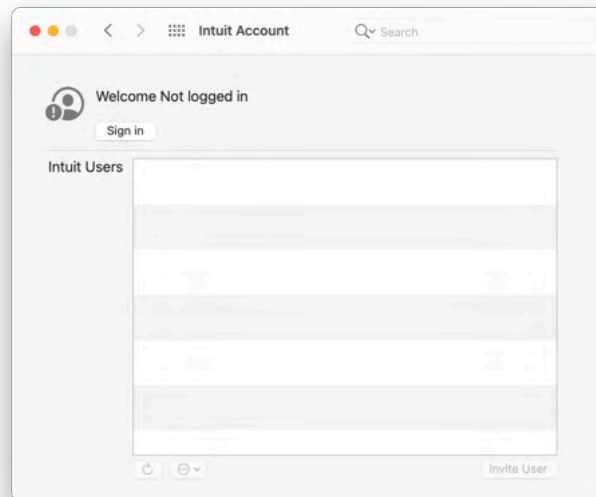 Intuit Account
Search
Welcome Not logged in
Sign in
Intuit Users
Invite User